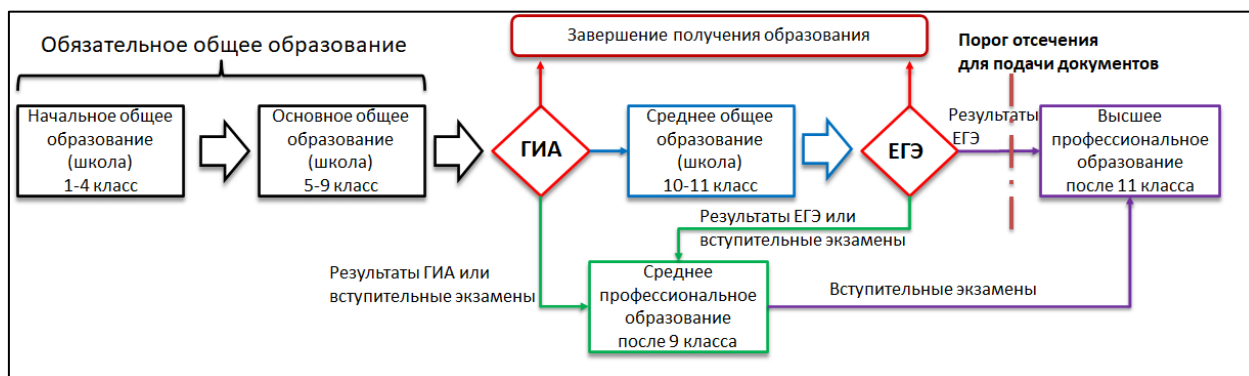 Обязательное общее образование
Завершение получения образования
Порог отсечения
для подачи документов
Начальное общее
образование
(школа)
1-4 класс
Основное общее
образование
(школа)
5-9 класс
ГИА
Среднее общее
образование
(школа)
10-11 класс
ЕГЭ
Результаты
ЕГЭ
Высшее
профессиональное
образование
после 11 класса
Результаты ЕГЭ или
вступительные экзамены
Результаты ГИА или
вступительные экзамены
Среднее
профессиональное
образование
после 9 класса
Вступительные экзамены